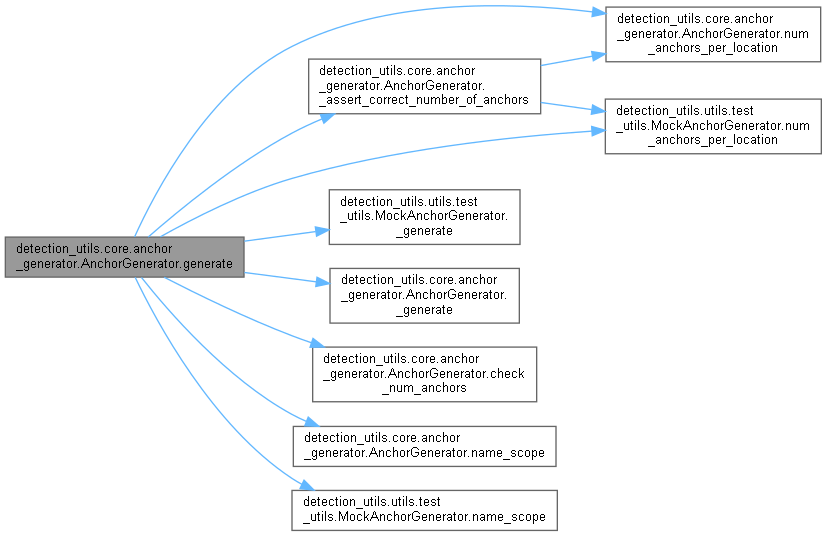 detection_utils.core.anchor
_generator.AnchorGenerator.num
_anchors_per_location
detection_utils.core.anchor
_generator.AnchorGenerator.
_assert_correct_number_of_anchors
detection_utils.utils.test
_utils.MockAnchorGenerator.num
_anchors_per_location
detection_utils.utils.test
_utils.MockAnchorGenerator.
_generate
detection_utils.core.anchor
_generator.AnchorGenerator.generate
detection_utils.core.anchor
_generator.AnchorGenerator.
_generate
detection_utils.core.anchor
_generator.AnchorGenerator.check
_num_anchors
detection_utils.core.anchor
_generator.AnchorGenerator.name_scope
detection_utils.utils.test
_utils.MockAnchorGenerator.name_scope